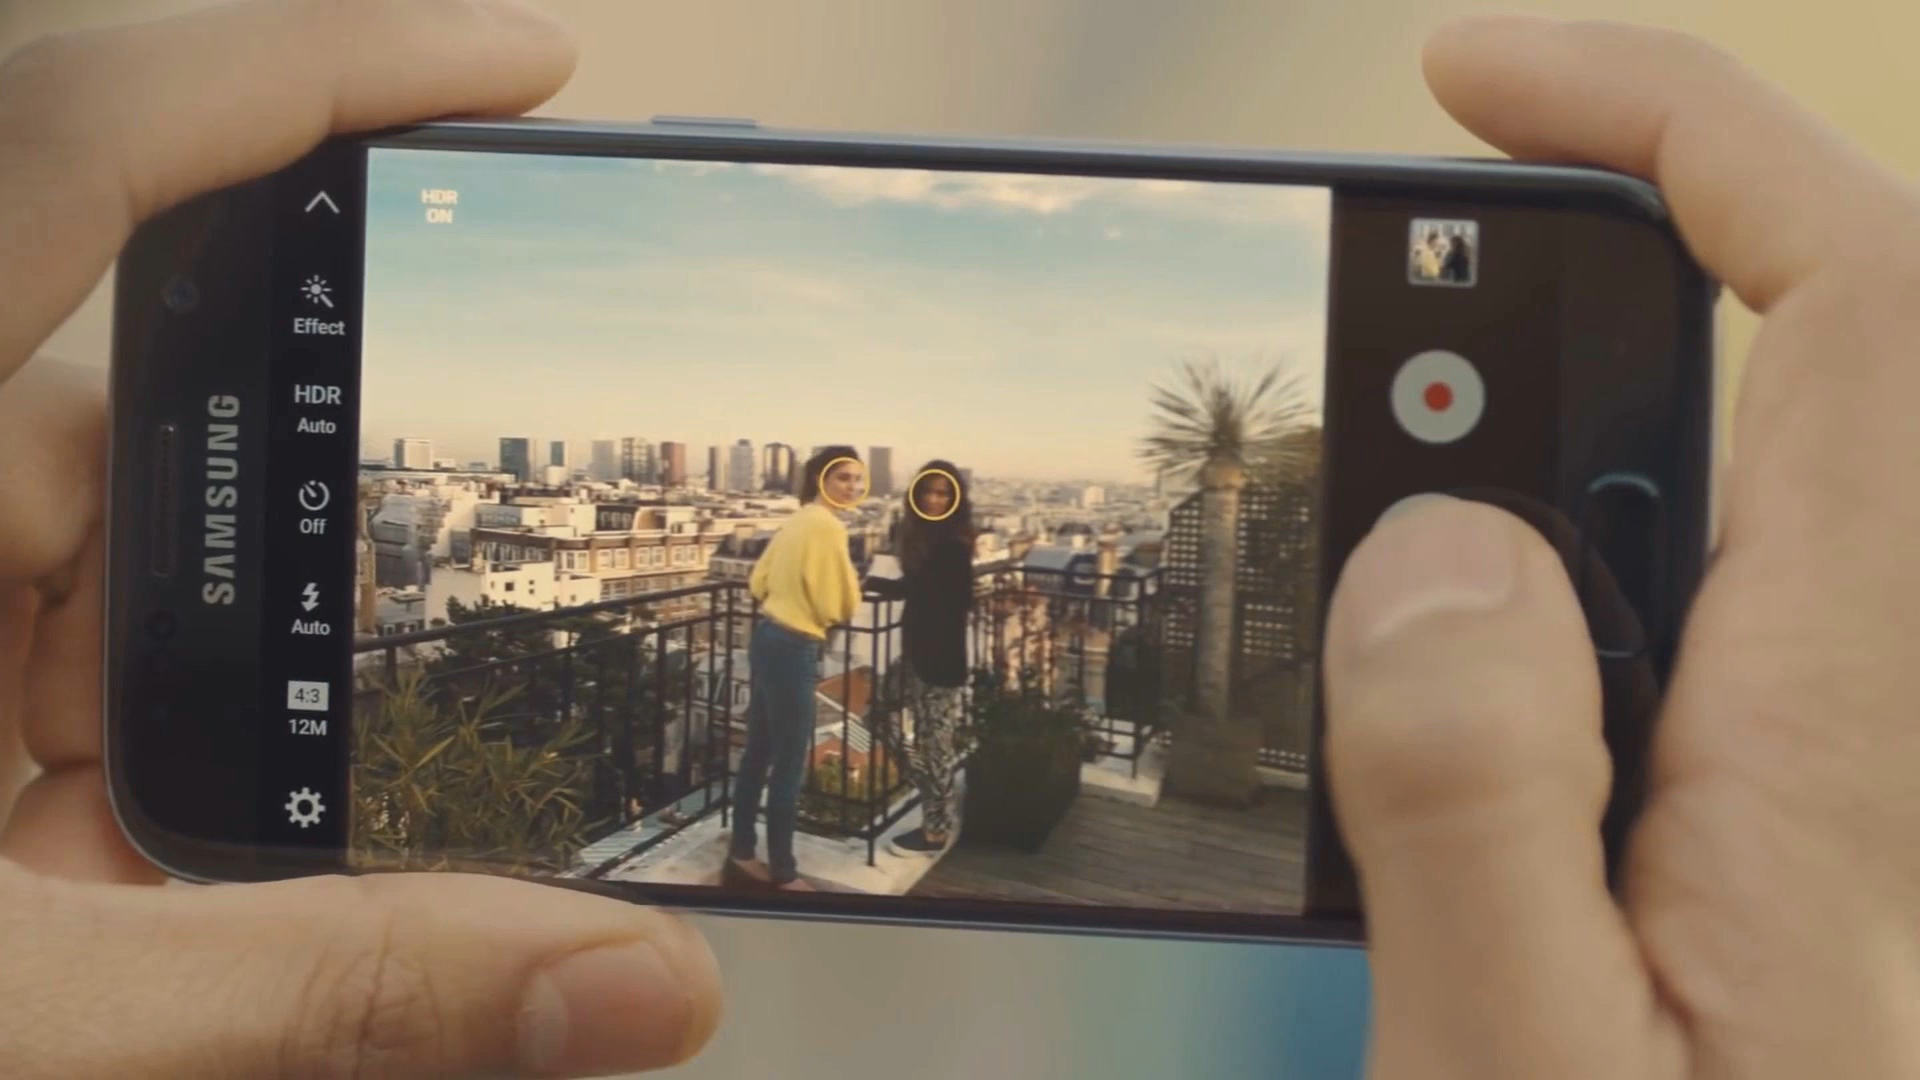 SAMSUNG
HDR
ON
Effect
HDR
Auto
Off
Auto
4:3
12M